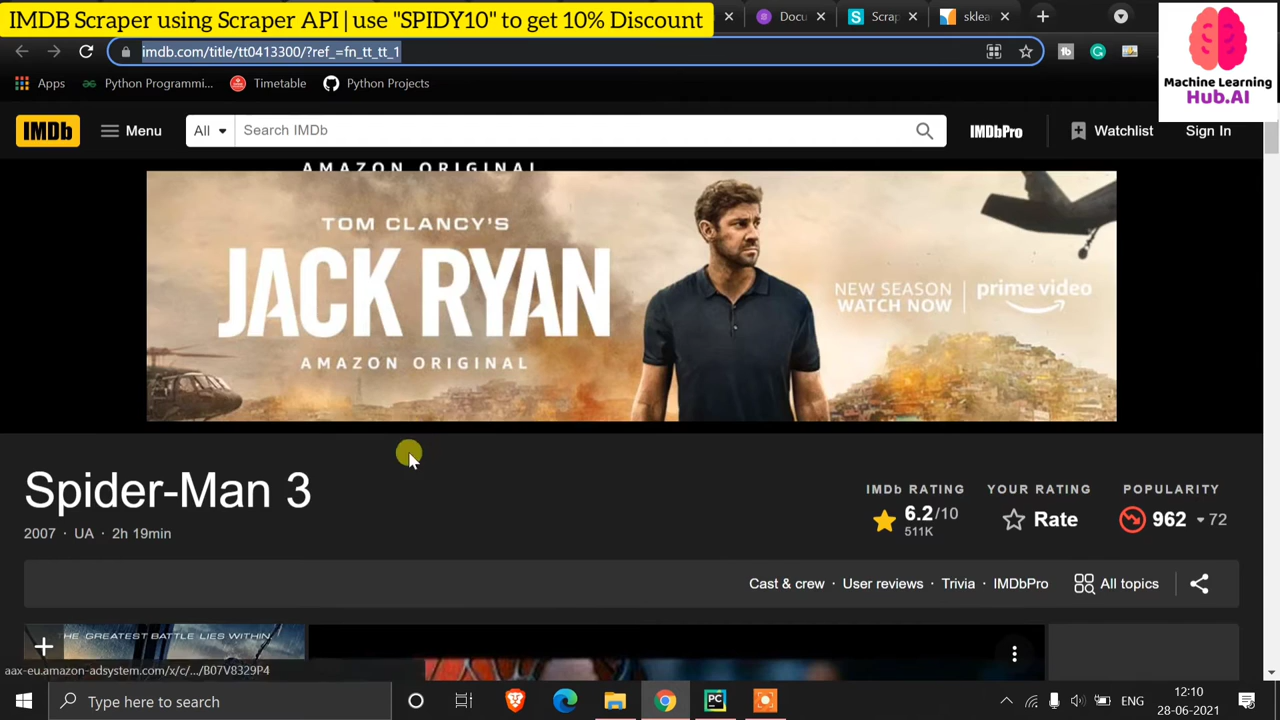 IMDB Scraper using Scraper API | use "SPIDY10" to get 10% Discount
Docu
Scrap
sklea
imdb.com/title/tt0413300/?ref_=fn_tt_tt_1
Machine Learning
Hub.AI
Apps
Python Programmi...
Timetable
Python Projects
IMDb
Menu
All
Search IMDb
IMDbPro
Watchlist
Sign In
AMAZON ORIGINAL
TOM CLANCY'S
JACK RYAN
AMAZON ORIGINAL
NEW SEASON
WATCH NOW
prime video
Spider-Man 3
2007 · UA · 2h 19min
IMDb RATING
6.2/10
511K
YOUR RATING
Rate
POPULARITY
962
72
Cast & crew · User reviews · Trivia · IMDbPro
All topics
THE GREATEST BATTLE LIES WITHIN.
aax-eu.amazon-adsystem.com/x/c/.../B07V8329P4
Type here to search
PC
ENG
12:10
28-06-2021